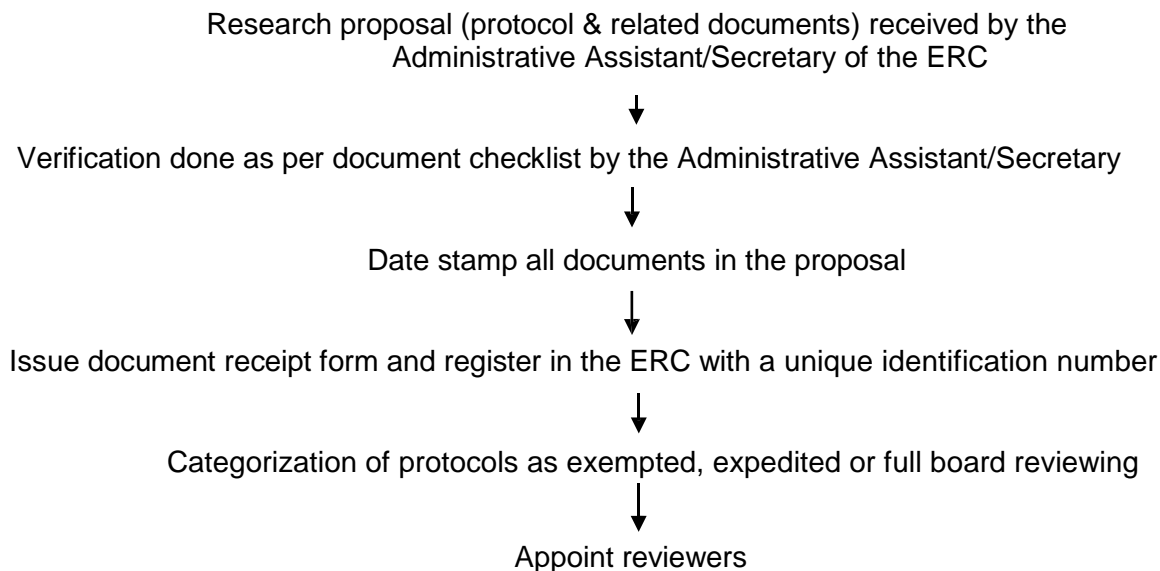 Research proposal (protocol & related documents) received by the
Administrative Assistant/Secretary of the ERC
Verification done as per document checklist by the Administrative Assistant/Secretary
Date stamp all documents in the proposal
Issue document receipt form and register in the ERC with a unique identification number
Categorization of protocols as exempted, expedited or full board reviewing
Appoint reviewers